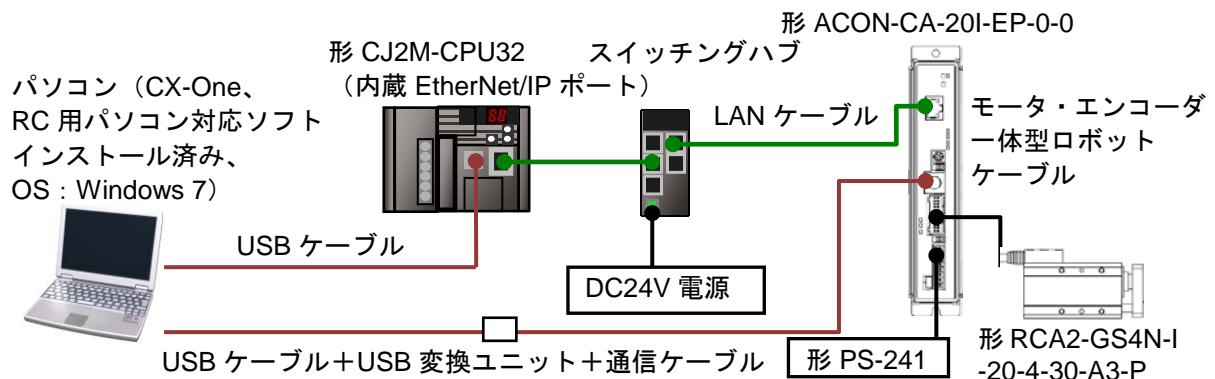 形 ACON-CA-20I-EP-0-0
形 CJ2M-CPU32
(内蔵 EtherNet/IP ポート)
スイッチングハブ
パソコン(CX-One、
RC 用パソコン対応ソフト
インストール済み、
OS:Windows 7)
LAN ケーブル
モータ・エンコーダ
一体型ロボット
ケーブル
88
USB ケーブル
DC24V 電源
USB ケーブル+USB 変換ユニット+通信ケーブル
形 PS-241
形 RCA2-GS4N-I
-20-4-30-A3-P